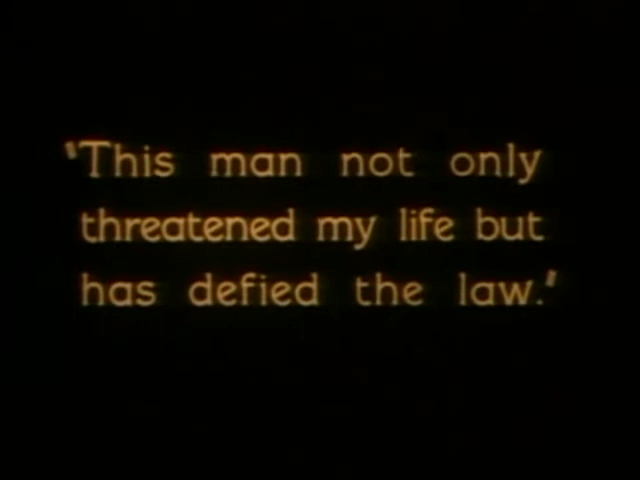 "This man not only
threatened my life but
has defied the law."